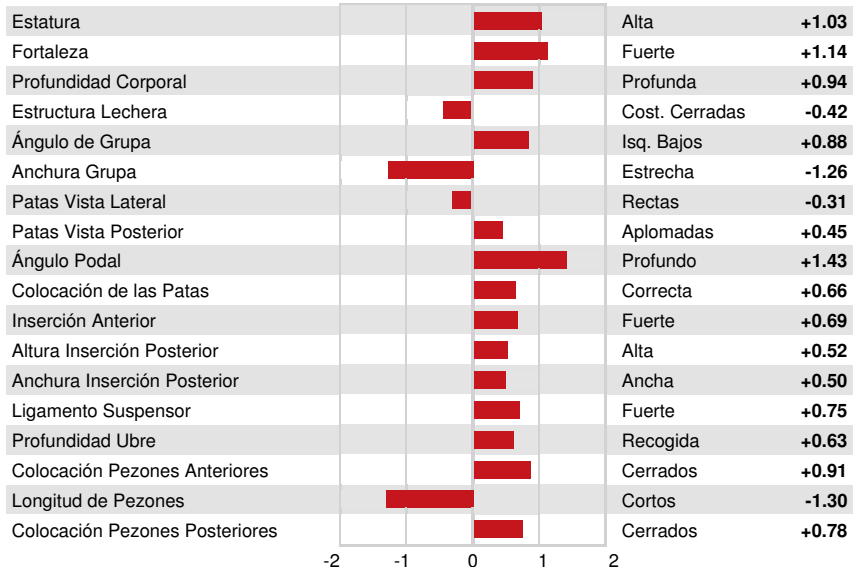 Estatura Alta +1.03
Fortaleza Fuerte +1.14
Profundidad Corporal Profunda +0.94
Estructura Lechera Cost. Cerradas -0.42
Ángulo de Grupa Isq. Bajos +0.88
Anchura Grupa Estrecha -1.26
Patas Vista Lateral Rectas -0.31
Patas Vista Posterior Aplomadas +0.45
Ángulo Podal Profundo +1.43
Colocación de las Patas Correcta +0.66
Inserción Anterior Fuerte +0.69
Altura Inserción Posterior Alta +0.52
Anchura Inserción Posterior Ancha +0.50
Ligamento Suspensor Fuerte +0.75
Profundidad Ubre Recogida +0.63
Colocación Pezones Anteriores Cerrados +0.91
Longitud de Pezones Cortos -1.30
Colocación Pezones Posteriores Cerrados +0.78
-2 -1 0 1 2